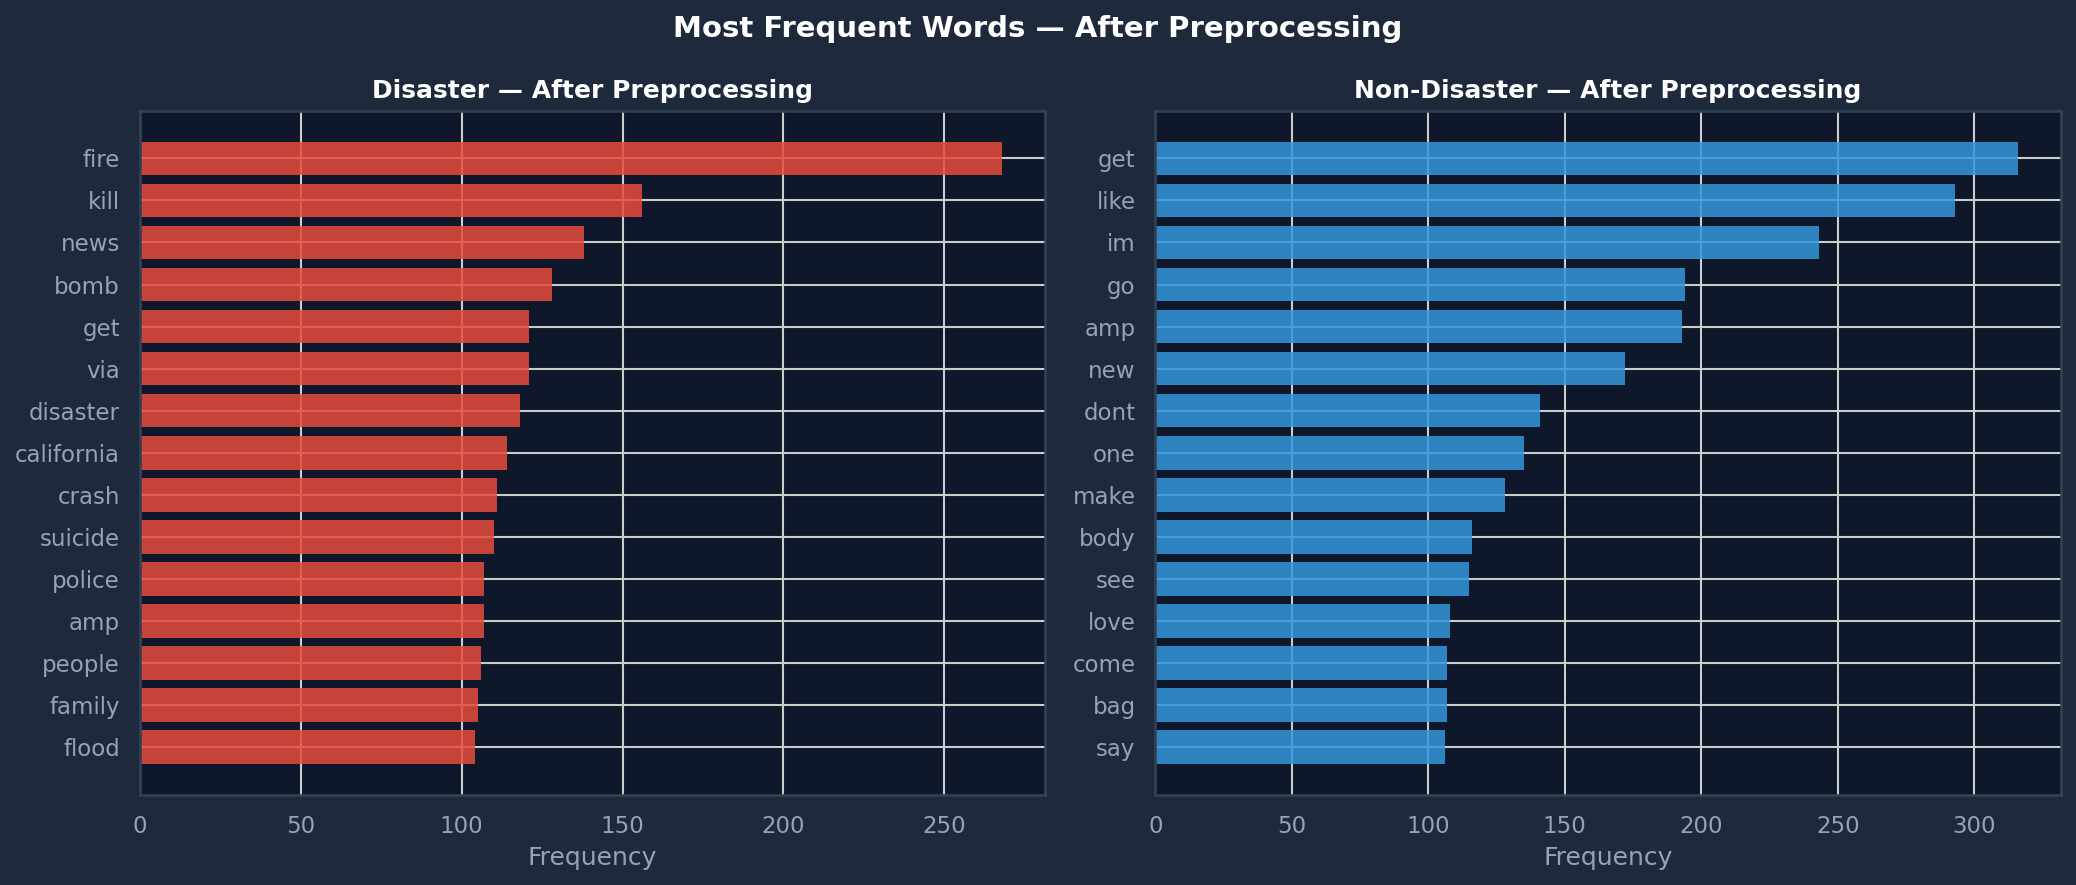 Most Frequent Words — After Preprocessing
Disaster — After Preprocessing
fire
kill
news
bomb
get
via
disaster
california
crash
suicide
police
amp
people
family
flood
0 50 100 150 200 250
Frequency
Non-Disaster — After Preprocessing
get
like
im
go
amp
new
dont
one
make
body
see
love
come
bag
say
0 50 100 150 200 250 300
Frequency